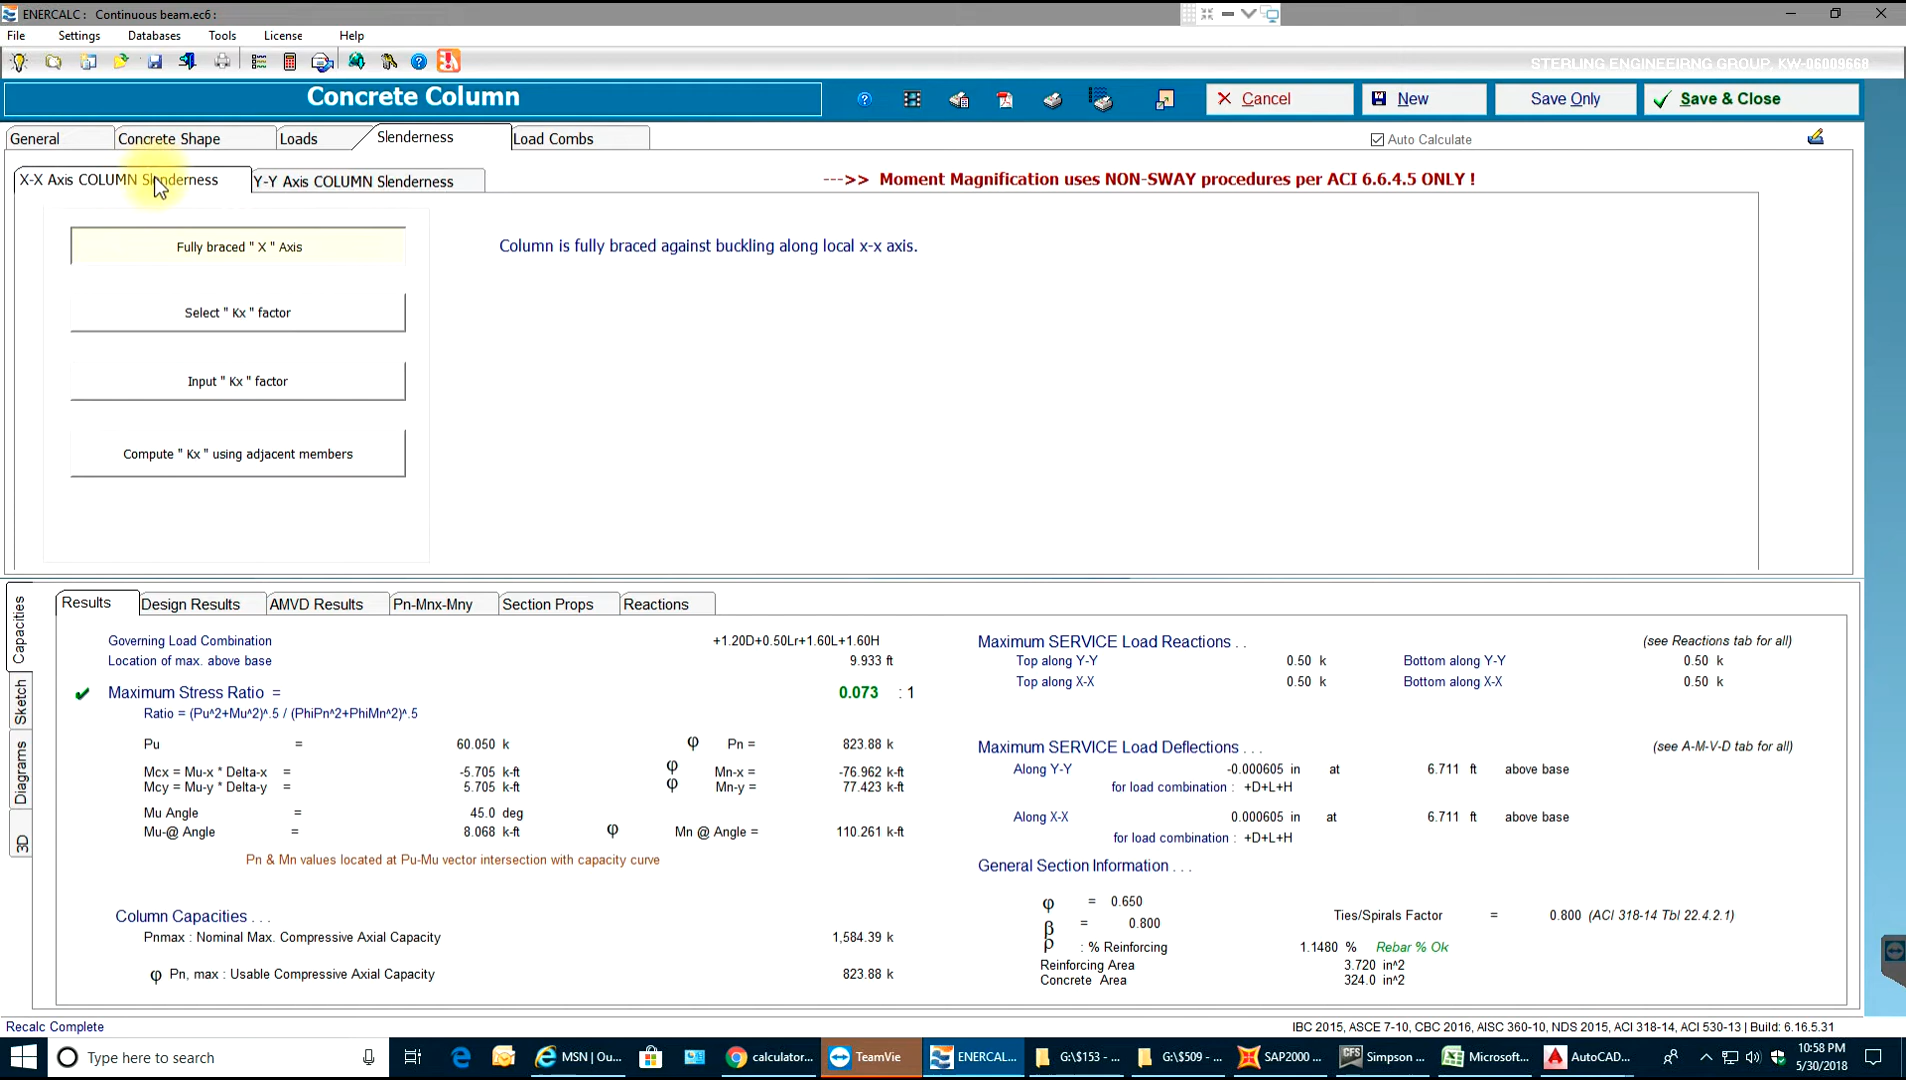 ENERCALC : Continuous beam.ec6 :
File Settings Databases Tools License Help
STERLING ENGINEEIRNG GROUP, KW-06009668
Concrete Column
Cancel New Save Only Save & Close
General Concrete Shape Loads Slenderness Load Combs Auto Calculate
X-X Axis COLUMN Slenderness Y-Y Axis COLUMN Slenderness --->> Moment Magnification uses NON-SWAY procedures per ACI 6.6.4.5 ONLY !
Fully braced " X " Axis Column is fully braced against buckling along local x-x axis.
Select " Kx " factor
Input " Kx " factor
Compute " Kx " using adjacent members
Capacities
Sketch
Diagrams
3D
Results Design Results AMVD Results Pn-Mnx-Mny Section Props Reactions
Governing Load Combination +1.20D+0.50Lr+1.60L+1.60H
Location of max. above base 9.933 ft
Maximum Stress Ratio = 0.073 : 1
Ratio = (Pu^2+Mu^2)^.5 / (PhiPn^2+PhiMn^2)^.5
Pu = 60.050 k φ Pn = 823.88 k
Mcx = Mu-x * Delta-x = -5.705 k-ft φ Mn-x = -76.962 k-ft
Mcy = Mu-y * Delta-y = 5.705 k-ft φ Mn-y = 77.423 k-ft
Mu Angle = 45.0 deg
Mu-@ Angle = 8.068 k-ft φ Mn @ Angle = 110.261 k-ft
Pn & Mn values located at Pu-Mu vector intersection with capacity curve
Column Capacities . . .
Pnmax : Nominal Max. Compressive Axial Capacity 1,584.39 k
φ Pn, max : Usable Compressive Axial Capacity 823.88 k
Maximum SERVICE Load Reactions . . (see Reactions tab for all)
Top along Y-Y 0.50 k Bottom along Y-Y 0.50 k
Top along X-X 0.50 k Bottom along X-X 0.50 k
Maximum SERVICE Load Deflections . . . (see A-M-V-D tab for all)
Along Y-Y -0.000605 in at 6.711 ft above base
for load combination : +D+L+H
Along X-X 0.000605 in at 6.711 ft above base
for load combination : +D+L+H
General Section Information . . .
φ = 0.650 Ties/Spirals Factor = 0.800 (ACI 318-14 Tbl 22.4.2.1)
β = 0.800
ρ : % Reinforcing 1.1480 % Rebar % Ok
Reinforcing Area 3.720 in^2
Concrete Area 324.0 in^2
Recalc Complete IBC 2015, ASCE 7-10, CBC 2016, AISC 360-10, NDS 2015, ACI 318-14, ACI 530-13 | Build: 6.16.5.31
Type here to search MSN | Ou... calculator... TeamVie ENERCAL... G:\$153 - ... G:\$509 - ... SAP2000 ... CFS Simpson ... Microsoft... AutoCAD... 10:58 PM
5/30/2018